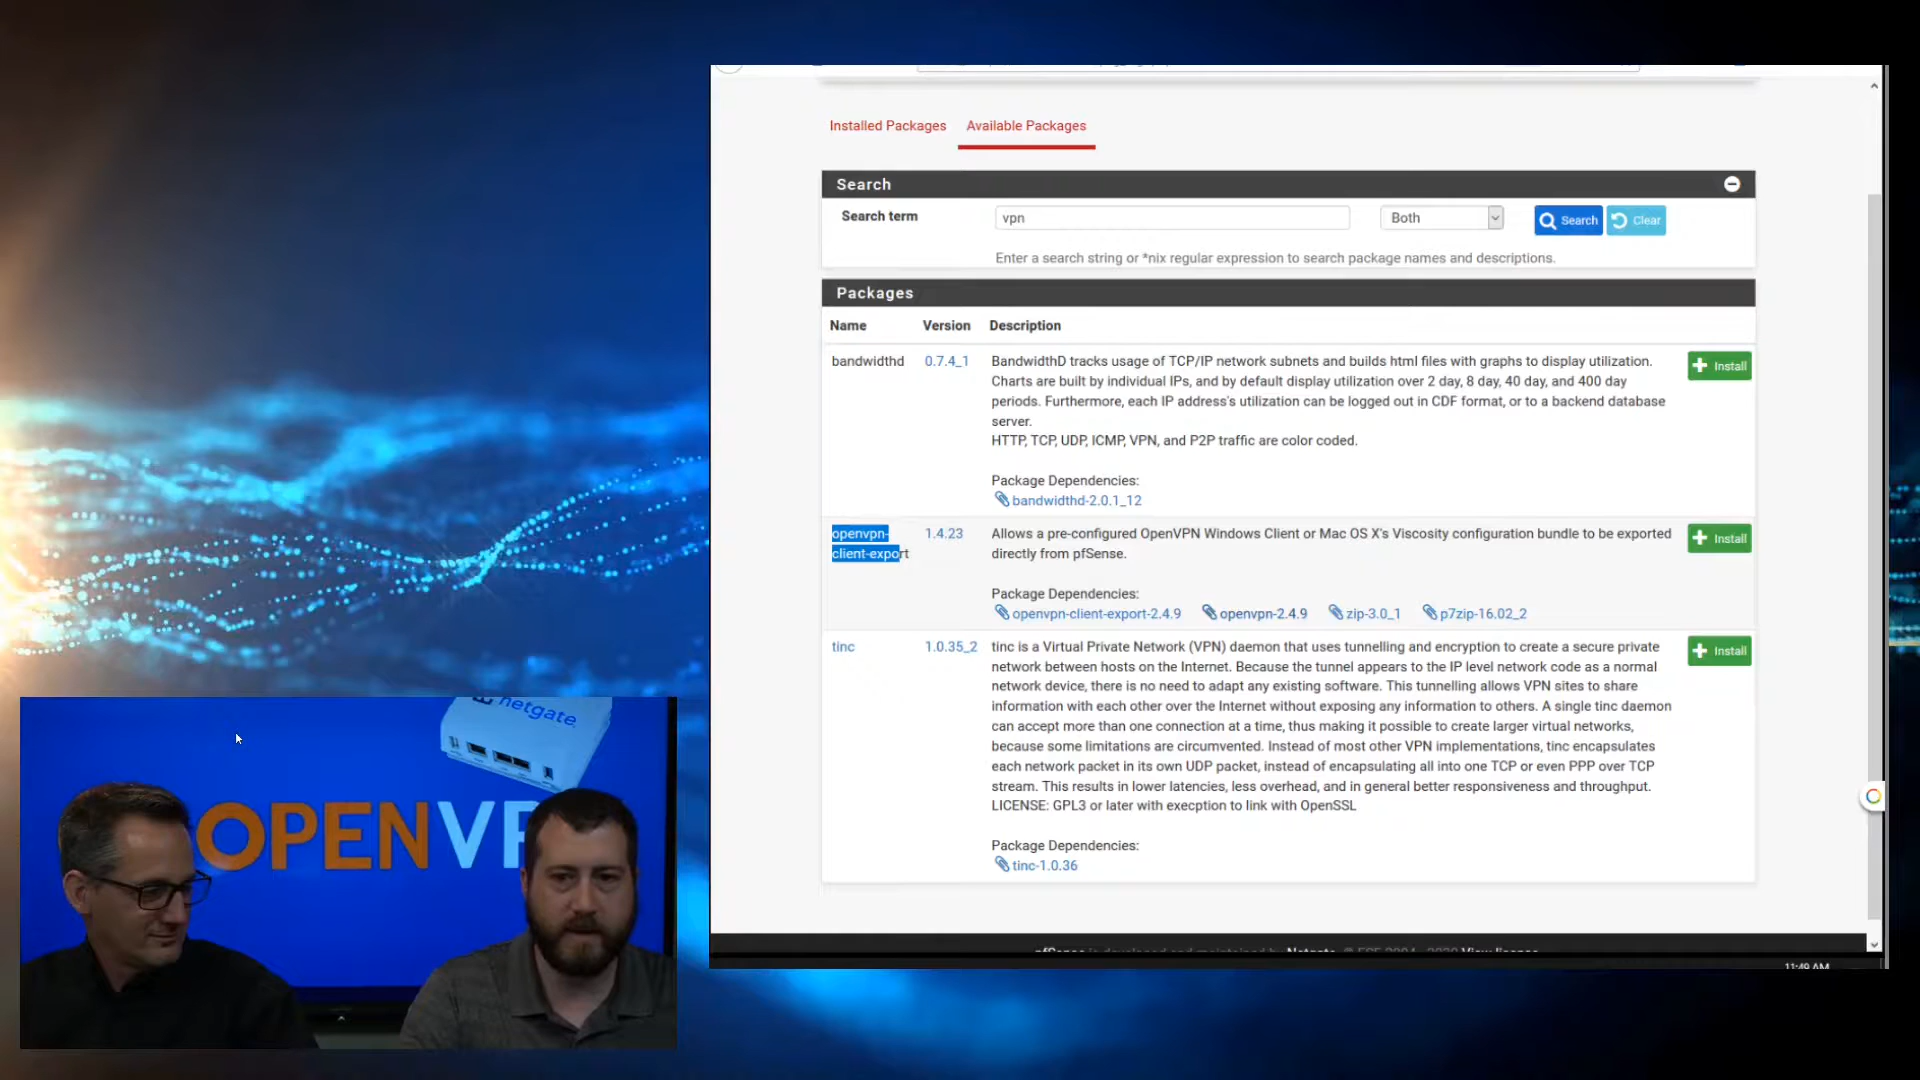 Installed Packages Available Packages
Search
Search term vpn Both Search Clear
Enter a search string or *nix regular expression to search package names and descriptions.
Packages
Name Version Description
bandwidthd 0.7.4_1 BandwidthD tracks usage of TCP/IP network subnets and builds html files with graphs to display utilization. Install
Charts are built by individual IPs, and by default display utilization over 2 day, 8 day, 40 day, and 400 day
periods. Furthermore, each IP address's utilization can be logged out in CDF format, or to a backend database
server.
HTTP, TCP, UDP, ICMP, VPN, and P2P traffic are color coded.
Package Dependencies:
bandwidthd-2.0.1_12
openvpn- 1.4.23 Allows a pre-configured OpenVPN Windows Client or Mac OS X's Viscosity configuration bundle to be exported Install
client-export directly from pfSense.
Package Dependencies:
openvpn-client-export-2.4.9 openvpn-2.4.9 zip-3.0_1 p7zip-16.02_2
tinc 1.0.35_2 tinc is a Virtual Private Network (VPN) daemon that uses tunnelling and encryption to create a secure private Install
network between hosts on the Internet. Because the tunnel appears to the IP level network code as a normal
network device, there is no need to adapt any existing software. This tunnelling allows VPN sites to share
information with each other over the Internet without exposing any information to others. A single tinc daemon
can accept more than one connection at a time, thus making it possible to create larger virtual networks,
because some limitations are circumvented. Instead of most other VPN implementations, tinc encapsulates
each network packet in its own UDP packet, instead of encapsulating all into one TCP or even PPP over TCP
stream. This results in lower latencies, less overhead, and in general better responsiveness and throughput.
LICENSE: GPL3 or later with execption to link with OpenSSL
Package Dependencies:
tinc-1.0.36
pfSense is developed and maintained by Netgate. © ESF 2004 - 2020 View license.
11:49 AM
netgate
OPENVP